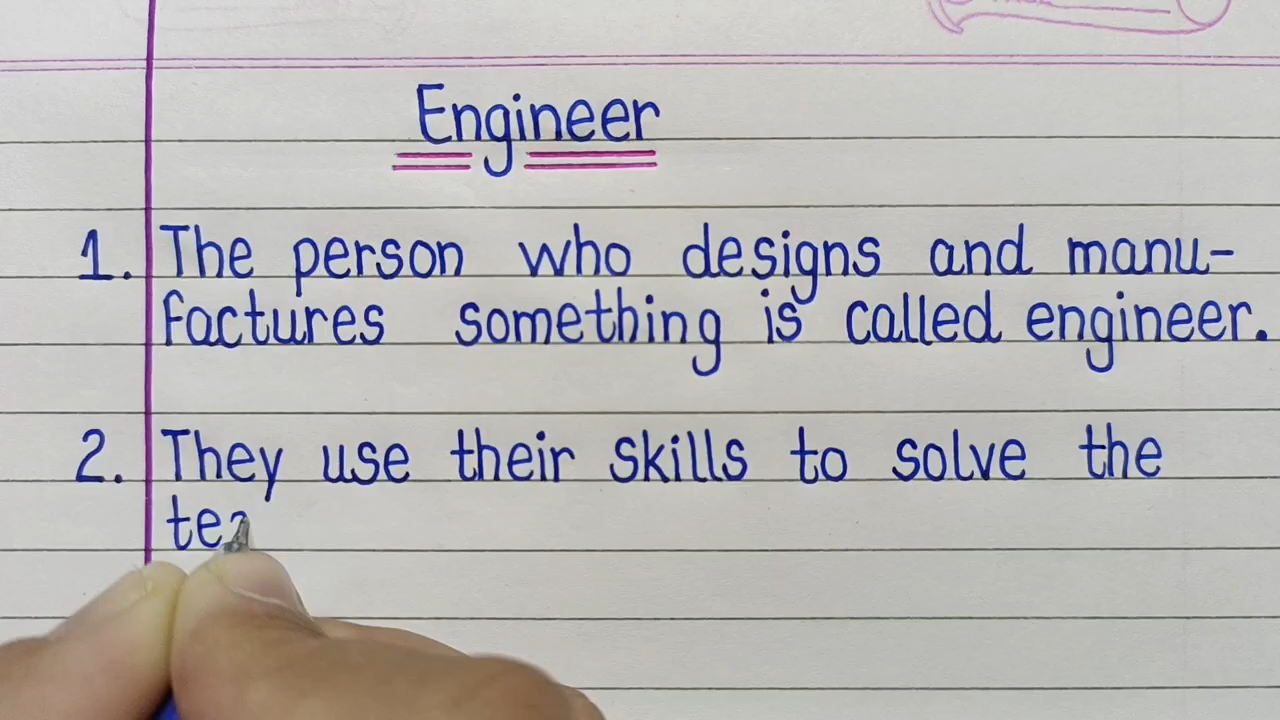 Engineer
1. The person who designs and manu-
factures something is called engineer.
2. They use their skills to solve the